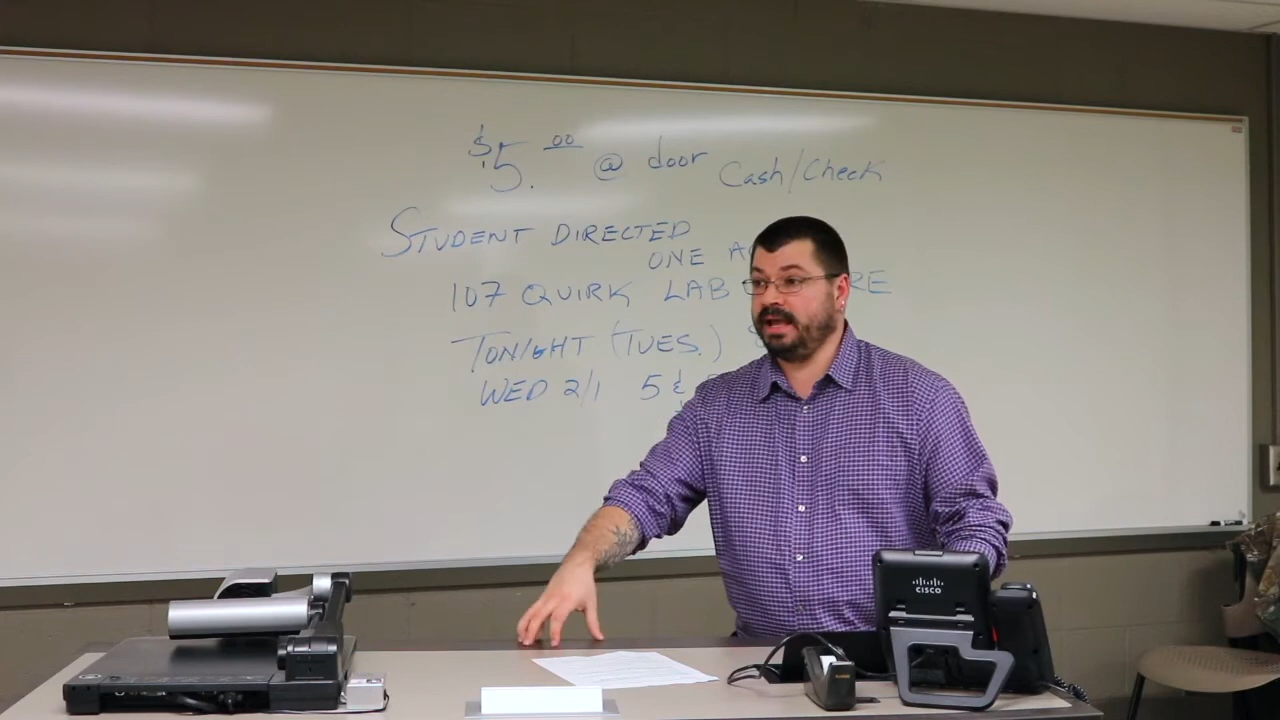 $5.00 @ door Cash/Check
STUDENT DIRECTED
ONE
107 QUIRK LAB
TONIGHT (TUES.)
WED 2/1 5 &
CISCO